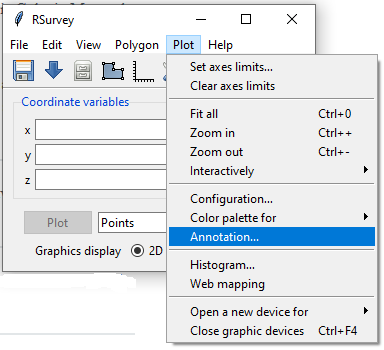 RSurvey
File Edit View Polygon Plot Help
Set axes limits...
Clear axes limits
Fit all Ctrl+0
Zoom in Ctrl++
Zoom out Ctrl+-
Interactively
Configuration...
Color palette for
Annotation...
Histogram...
Web mapping
Open a new device for
Close graphic devices Ctrl+F4
Coordinate variables
x
y
z
Plot Points
Graphics display 2D